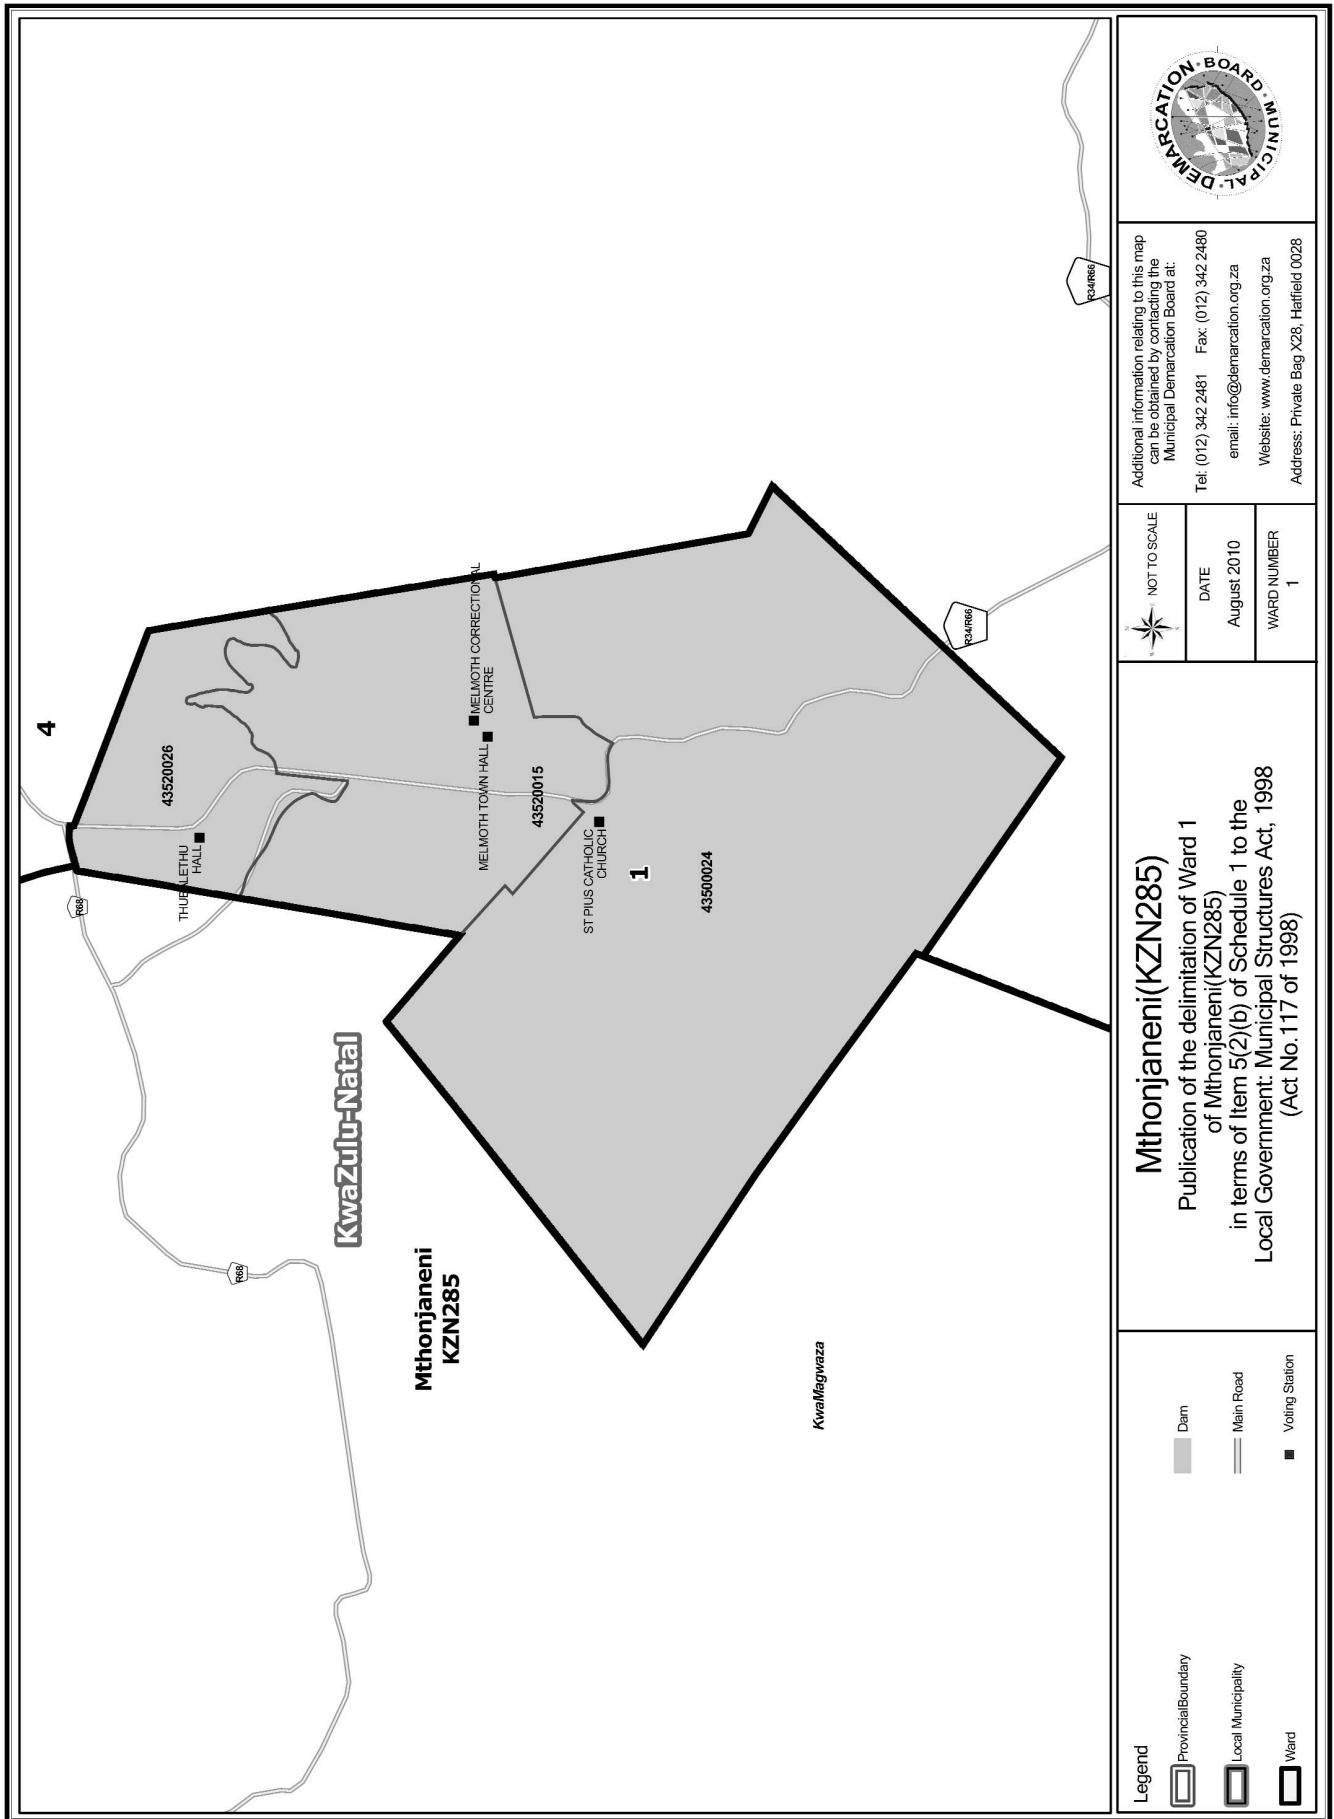 4
43520026
THUBALETHU
HALL
R68
MELMOTH CORRECTIONAL
CENTRE
MELMOTH TOWN HALL
43520015
ST PIUS CATHOLIC
CHURCH
1
43500024
R34/R66
R34/R66
KwaZulu-Natal
R68
Mthonjaneni
KZN285
KwaMagwaza
Legend
ProvincialBoundary
Local Municipality
Ward
Dam
Main Road
Voting Station
Mthonjaneni(KZN285)
Publication of the delimitation of Ward 1
of Mthonjaneni(KZN285)
in terms of Item 5(2)(b) of Schedule 1 to the
Local Government: Municipal Structures Act, 1998
(Act No.117 of 1998)
NOT TO SCALE
DATE
August 2010
WARD NUMBER
1
Additional information relating to this map
can be obtained by contacting the
Municipal Demarcation Board at:
Tel: (012) 342 2481 Fax: (012) 342 2480
email: info@demarcation.org.za
Website: www.demarcation.org.za
Address: Private Bag X28, Hatfield 0028
MUNICIPAL · DEMARCATION · BOARD ·